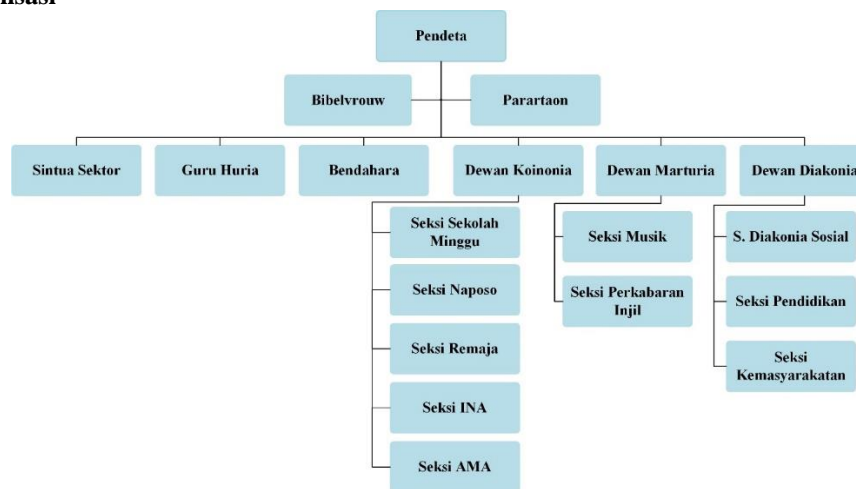 Pendeta
Bibelvrouw
Parartaon
Sintua Sektor
Guru Huria
Bendahara
Dewan Koinonia
Dewan Marturia
Dewan Diakonia
Seksi Sekolah
Minggu
Seksi Naposo
Seksi Remaja
Seksi INA
Seksi AMA
Seksi Musik
Seksi Perkabaran
Injil
S. Diakonia Sosial
Seksi Pendidikan
Seksi
Kemasyarakatan